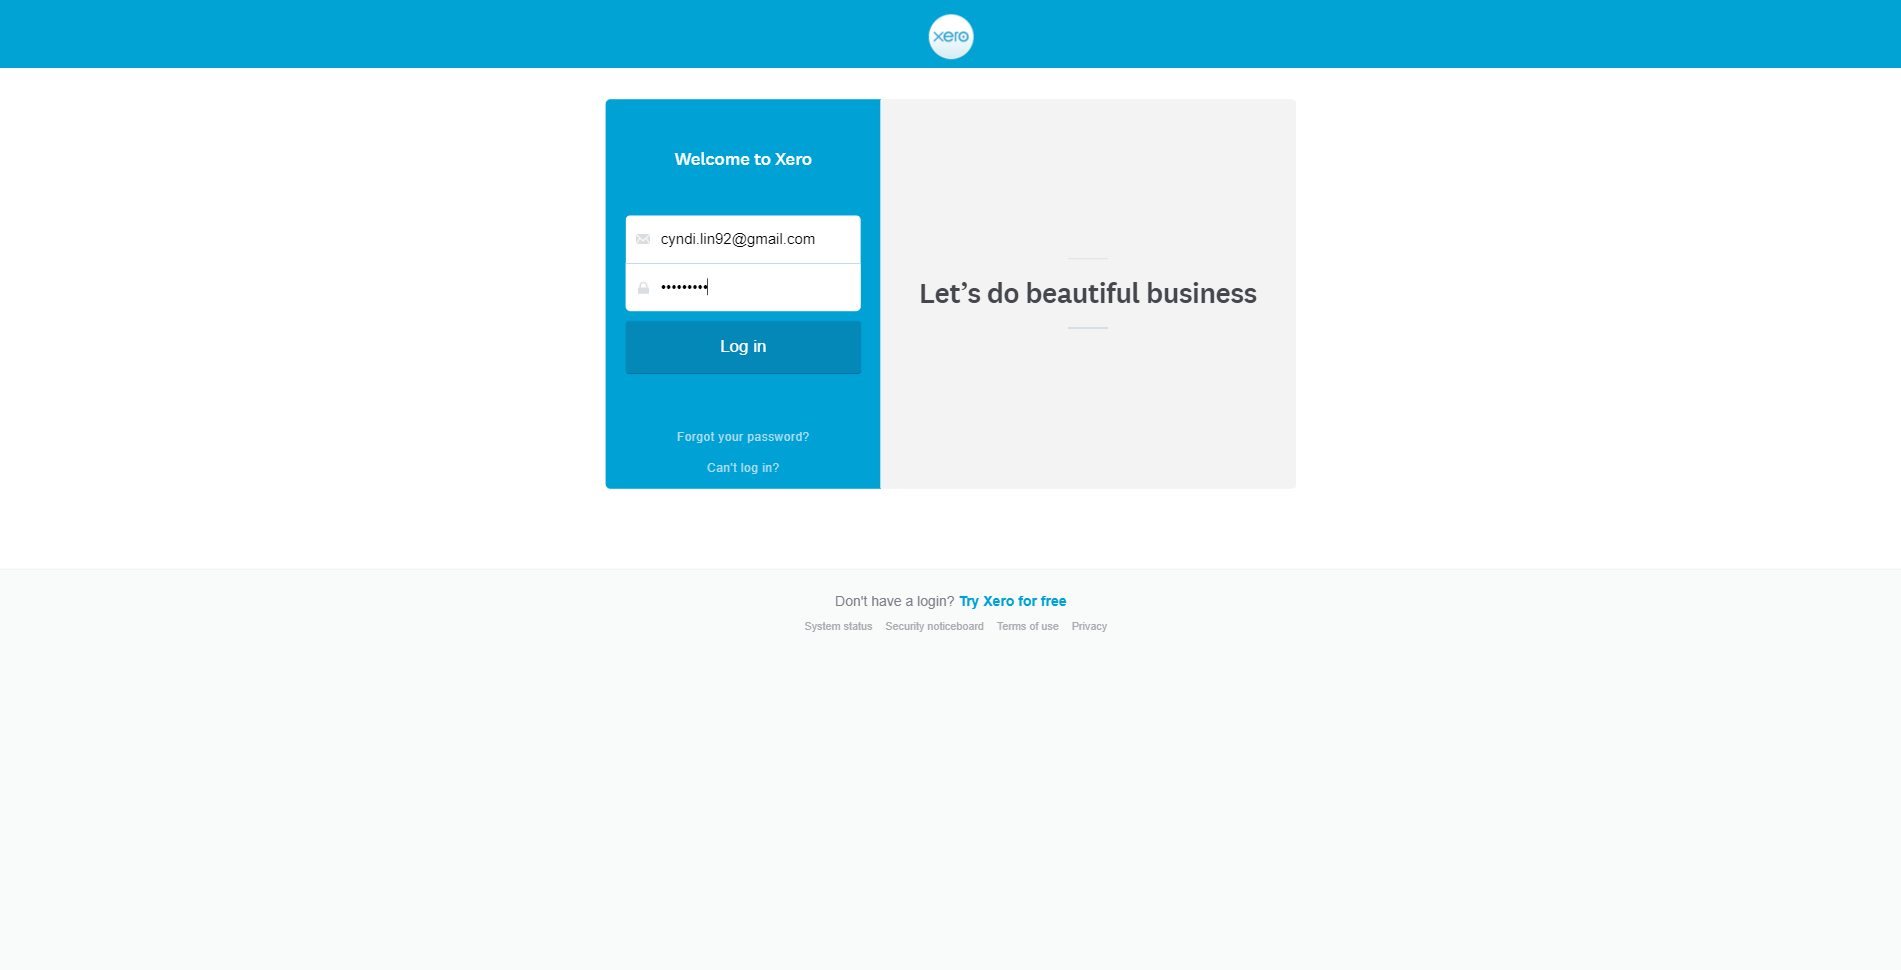 xero
Welcome to Xero
cyndi.lin92@gmail.com
•••••••••
Log in
Forgot your password?
Can't log in?
Let’s do beautiful business
Don't have a login? Try Xero for free
System status Security noticeboard Terms of use Privacy